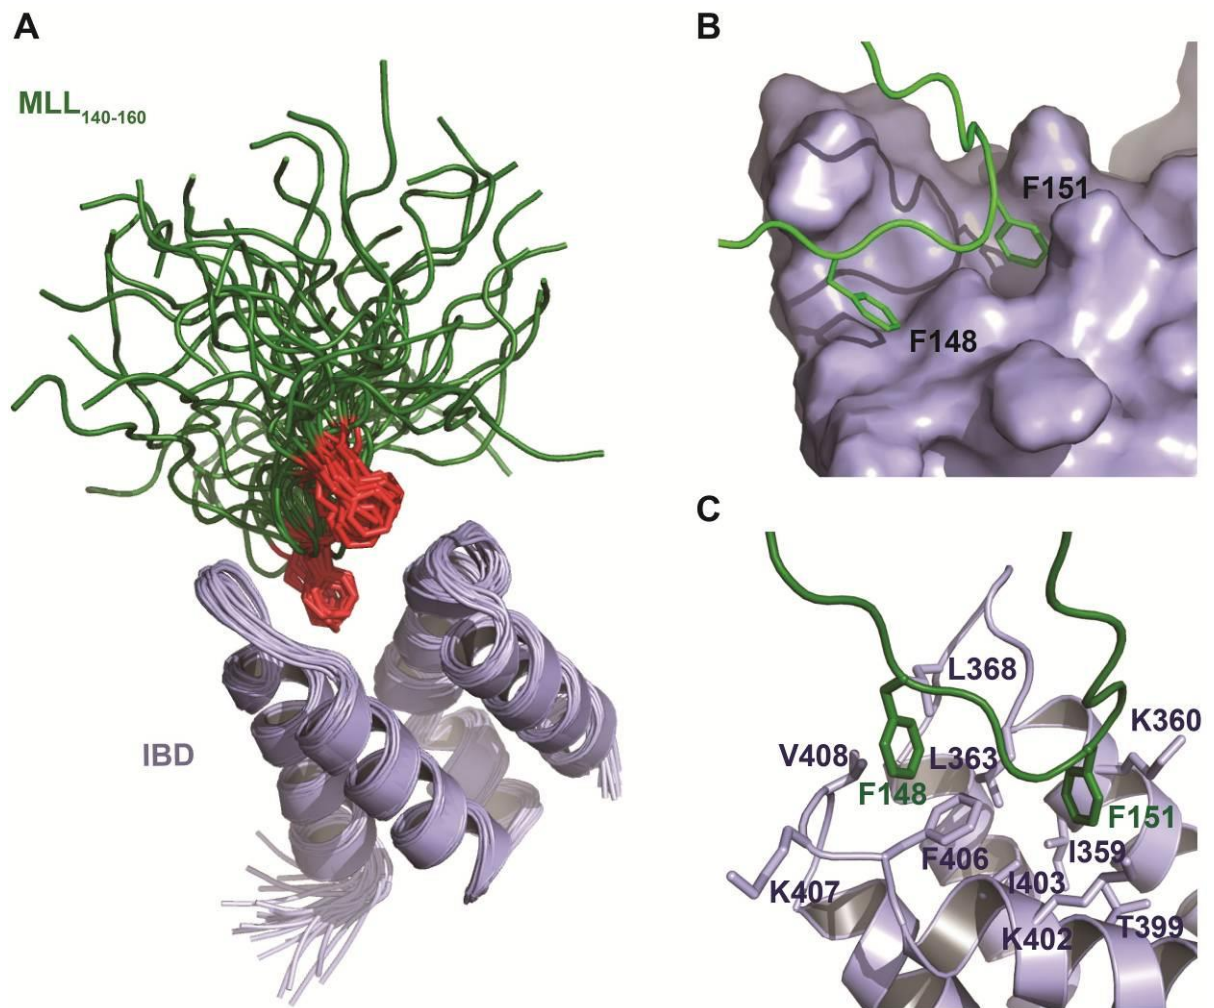 A
MLL140-160
IBD
B
F151
F148
C
L368
K360
V408
L363
F148
F151
F406
I359
K407
I403
K402
T399